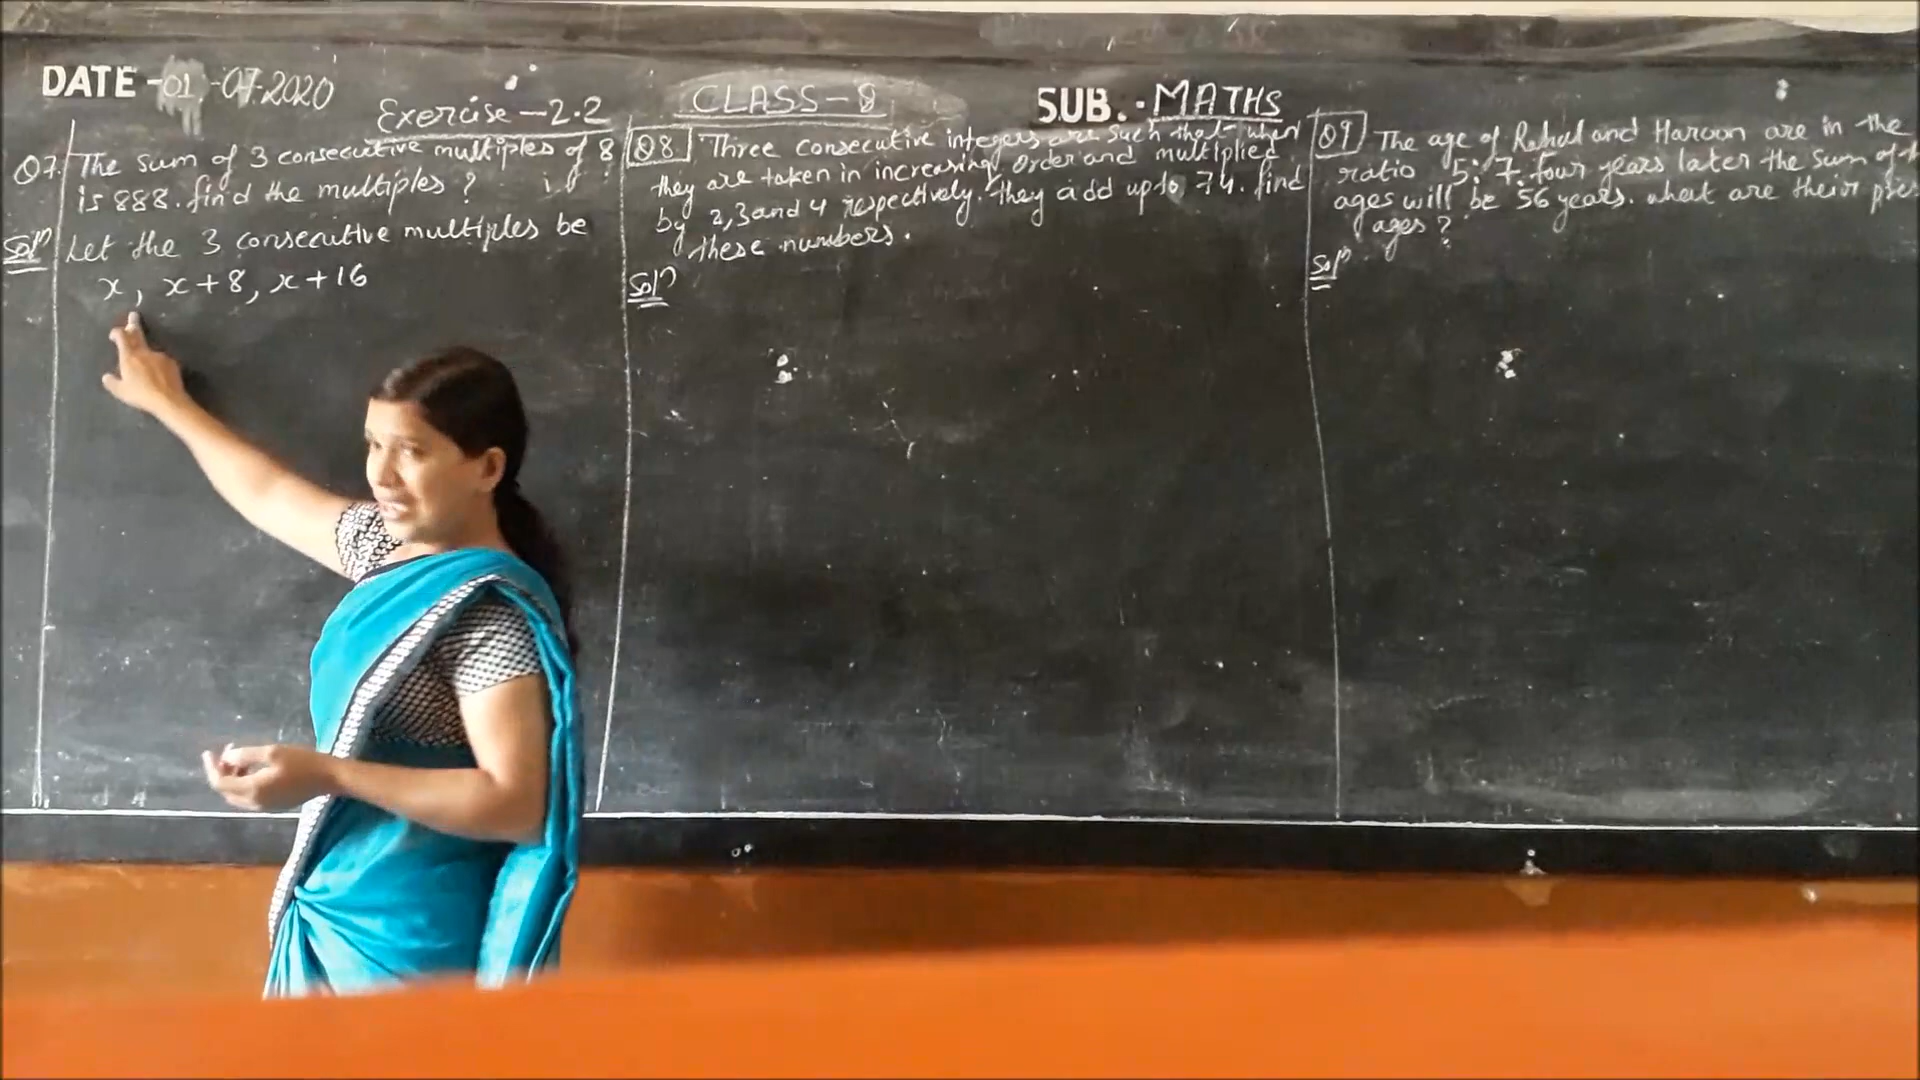 DATE -01-07-2020
Exercise - 2.2
CLASS - 8
SUB. - MATHS
Q7. The sum of 3 consecutive multiples of 8
is 888. find the multiples ?
Solⁿ Let the 3 consecutive multiples be
x, x+8, x+16
Q8 Three consecutive integers are such that when
they are taken in increasing order and multiplied
by 2,3 and 4 respectively. They add up to 74. find
these numbers.
Solⁿ
Q9 The age of Rahul and Haroon are in the
ratio 5:7. four years later the sum of
ages will be 56 years. what are their
ages ?
Solⁿ